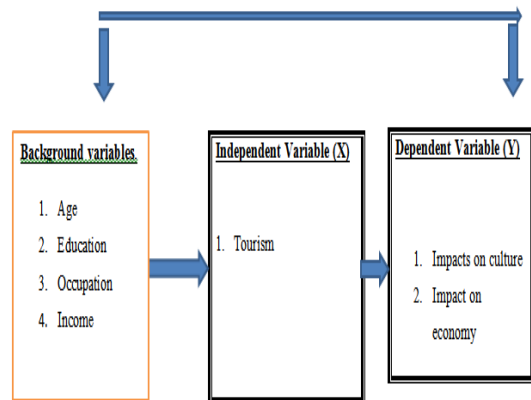 Background variables.
1. Age
2. Education
3. Occupation
4. Income
Independent Variable (X)
1. Tourism
Dependent Variable (Y)
1. Impacts on culture
2. Impact on
economy